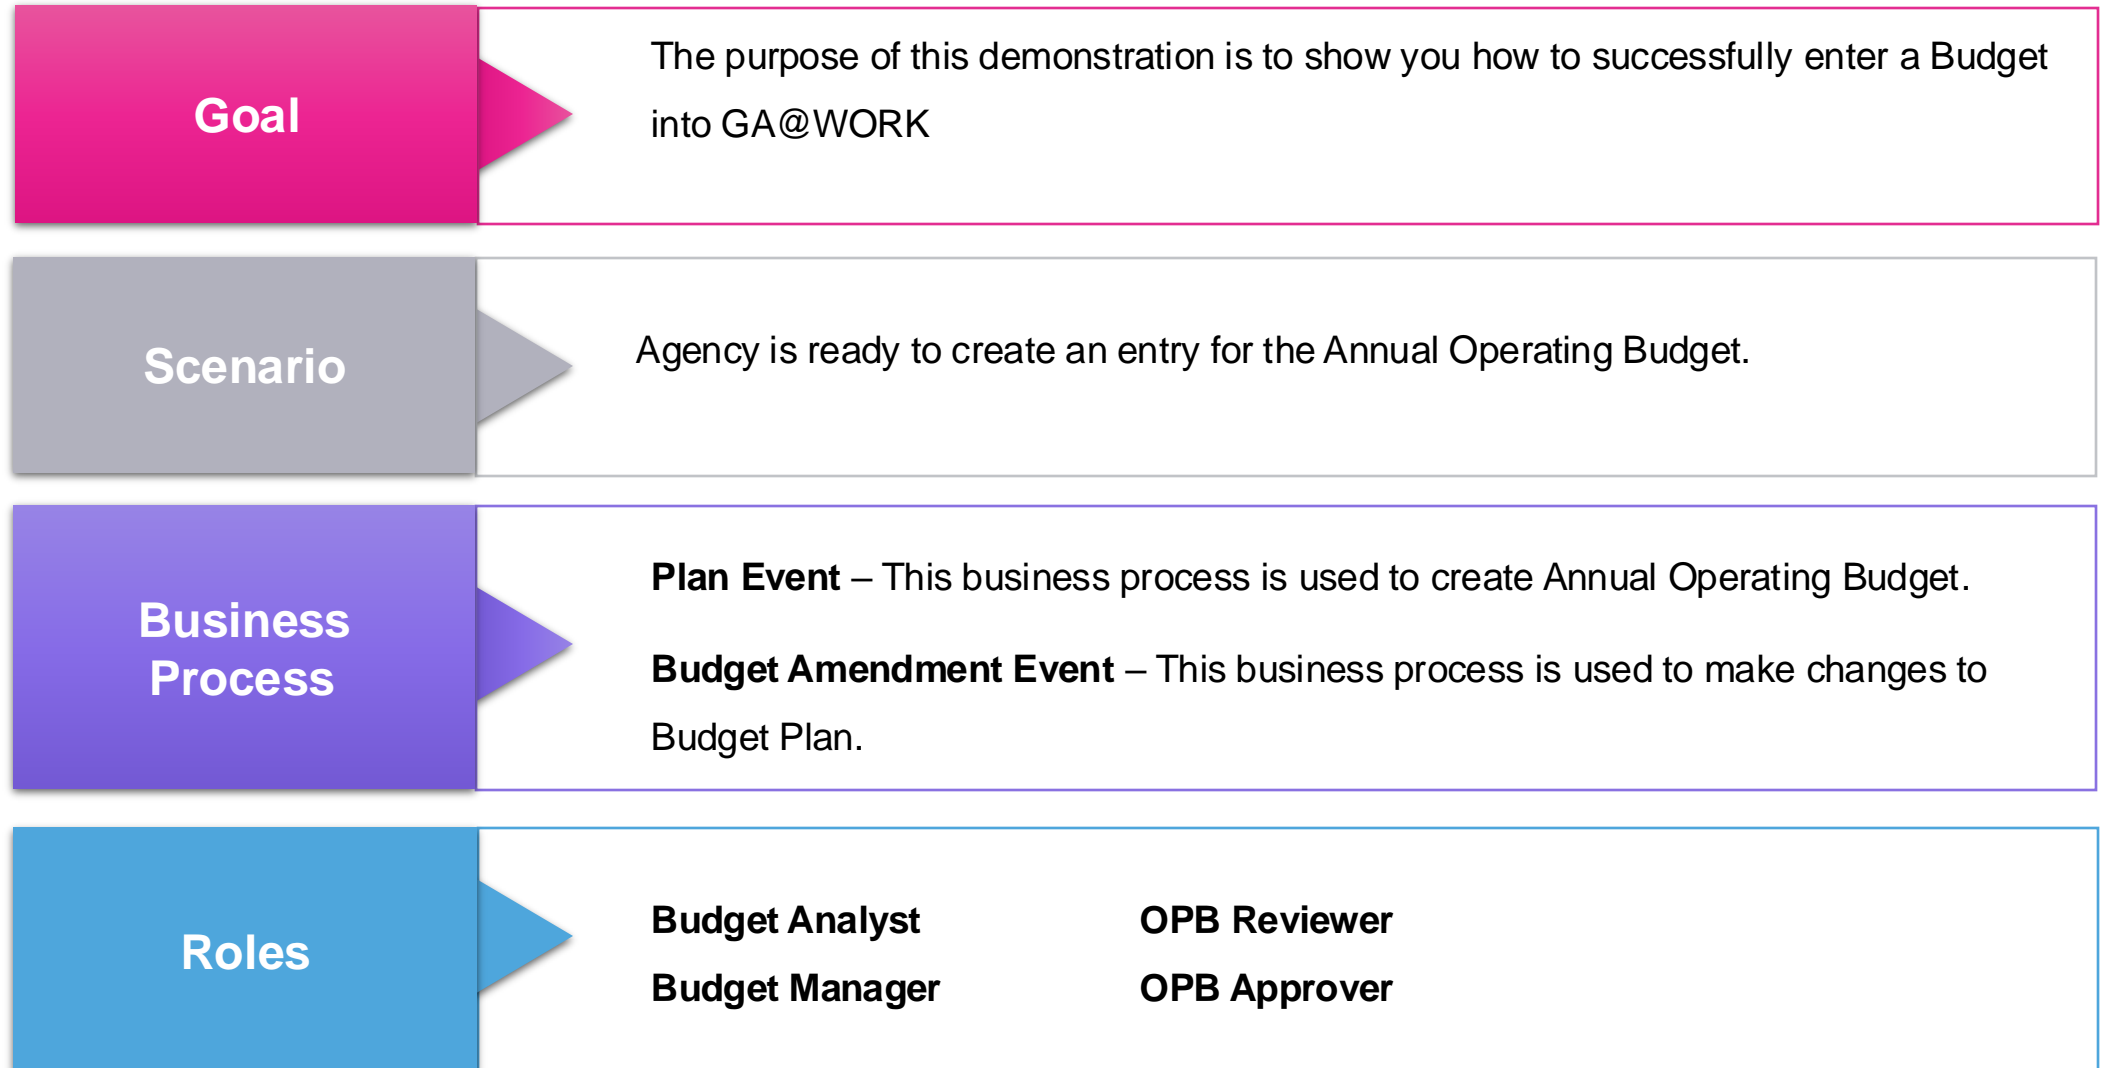 Goal
The purpose of this demonstration is to show you how to successfully enter a Budget
into GA@WORK
Scenario
Agency is ready to create an entry for the Annual Operating Budget.
Business
Process
Plan Event – This business process is used to create Annual Operating Budget.
Budget Amendment Event – This business process is used to make changes to
Budget Plan.
Roles
Budget Analyst OPB Reviewer
Budget Manager OPB Approver